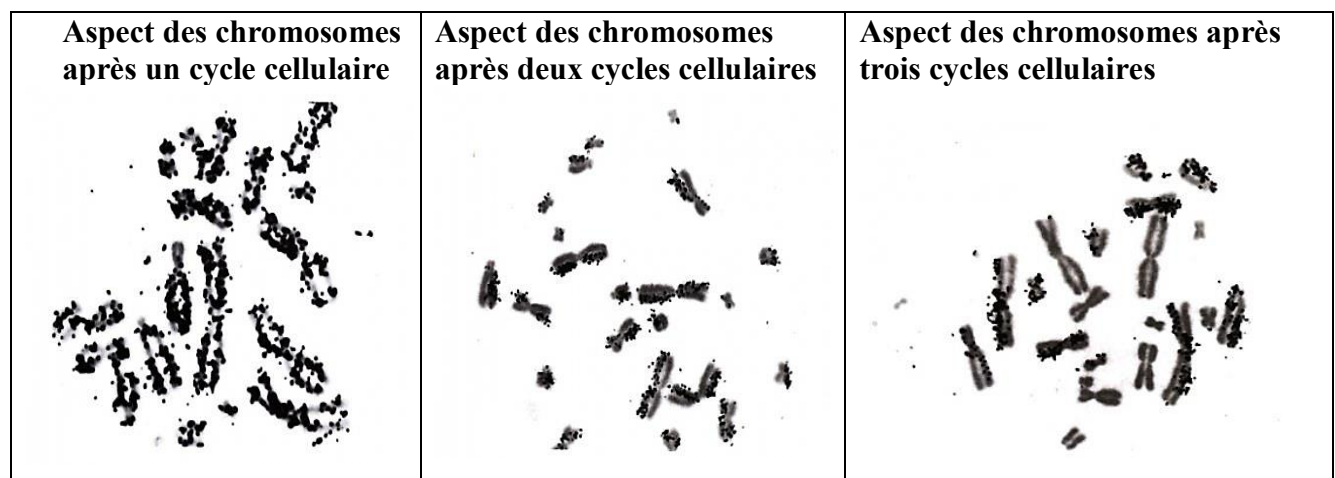 Aspect des chromosomes
après un cycle cellulaire
Aspect des chromosomes
après deux cycles cellulaires
Aspect des chromosomes après
trois cycles cellulaires